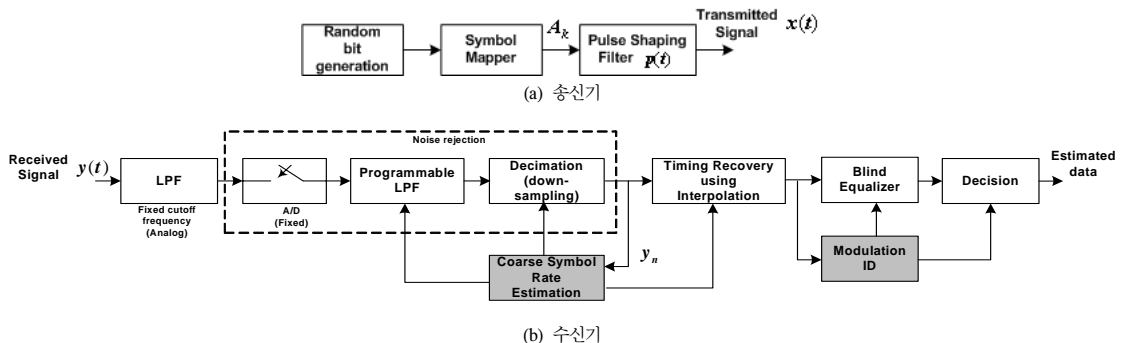 Random
bit
generation
Symbol
Mapper
A_k
Pulse Shaping
Filter p(t)
Transmitted
Signal
x(t)
(a) 송신기
Received
Signal
y(t)
LPF
Fixed cutoff
frequency
(Analog)
Noise rejection
A/D
(Fixed)
Programmable
LPF
Decimation
(down-
sampling)
Timing Recovery
using
Interpolation
Blind
Equalizer
Decision
Estimated
data
y_n
Coarse Symbol
Rate
Estimation
Modulation
ID
(b) 수신기